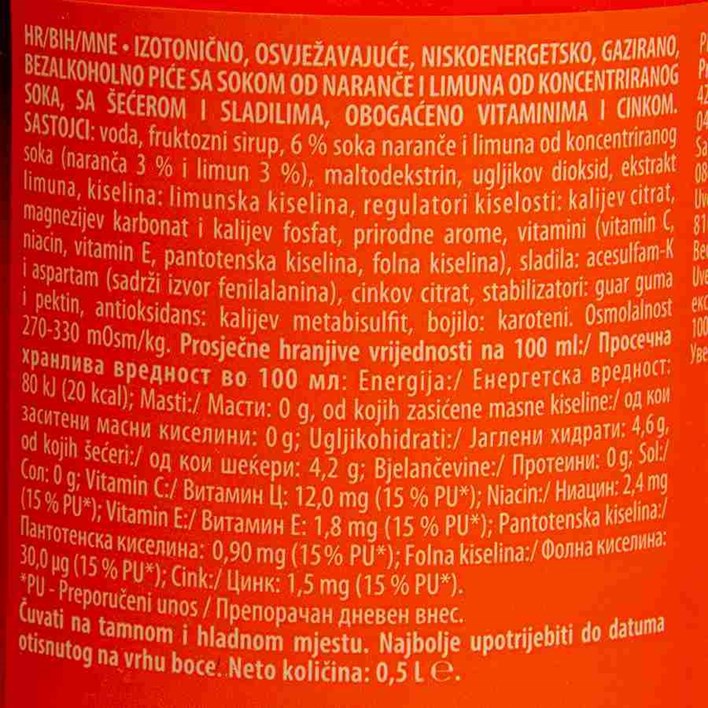 HR/BIH/MNE • IZOTONIČNO, OSVJEŽAVAJUĆE, NISKOENERGETSKO, GAZIRANO,
BEZALKOHOLNO PIĆE SA SOKOM OD NARANČE I LIMUNA OD KONCENTRIRANOG
SOKA, SA ŠEĆEROM I SLADILIMA, OBOGAĆENO VITAMINIMA I CINKOM.
SASTOJCI: voda, fruktozni sirup, 6 % soka naranče i limuna od koncentriranog
soka (naranča 3 % i limun 3 %), maltodekstrin, ugljikov dioksid, ekstrakt
limuna, kiselina: limunska kiselina, regulatori kiselosti: kalijev citrat,
magnezijev karbonat i kalijev fosfat, prirodne arome, vitamini (vitamin C,
niacin, vitamin E, pantotenska kiselina, folna kiselina), sladila: acesulfam-K
i aspartam (sadrži izvor fenilalanina), cinkov citrat, stabilizatori: guar guma
i pektin, antioksidans: kalijev metabisulfit, bojilo: karoteni. Osmolalnost
270-330 mOsm/kg. Prosječne hranjive vrijednosti na 100 ml:/ Просечна
хранлива вредност во 100 мл: Energija:/ Енергетска вредност:
80 kJ (20 kcal); Masti:/ Масти: 0 g, od kojih zasićene masne kiseline:/ од кои
заситени масни киселини: 0 g; Ugljikohidrati:/ Јаглени хидрати: 4,6 g,
od kojih šećeri:/ од кои шеќери: 4,2 g; Bjelančevine:/ Протеини: 0 g; Sol:/
Сол: 0 g; Vitamin C:/ Витамин Ц: 12,0 mg (15 % PU*); Niacin:/ Ниацин: 2,4 mg
(15 % PU*); Vitamin E:/ Витамин Е: 1,8 mg (15 % PU*); Pantotenska kiselina:/
Пантотенска киселина: 0,90 mg (15% PU*); Folna kiselina:/ Фолна киселина:
30,0 µg (15 % PU*); Cink:/ Цинк: 1,5 mg (15 % PU*).
*PU - Preporučeni unos / Препорачан дневен внес.
Čuvati na tamnom i hladnom mjestu. Najbolje upotrijebiti do datuma
otisnutog na vrhu boce. Neto količina: 0,5 L e.